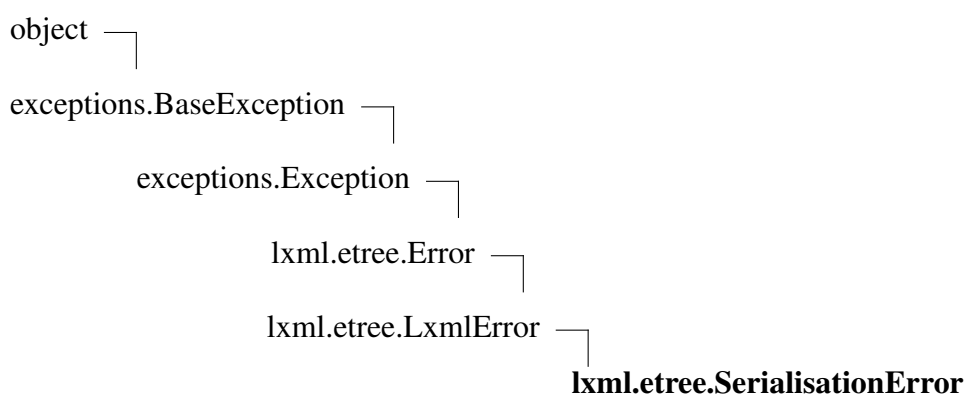 object
exceptions.BaseException
exceptions.Exception
lxml.etree.Error
lxml.etree.LxmlError
lxml.etree.SerialisationError